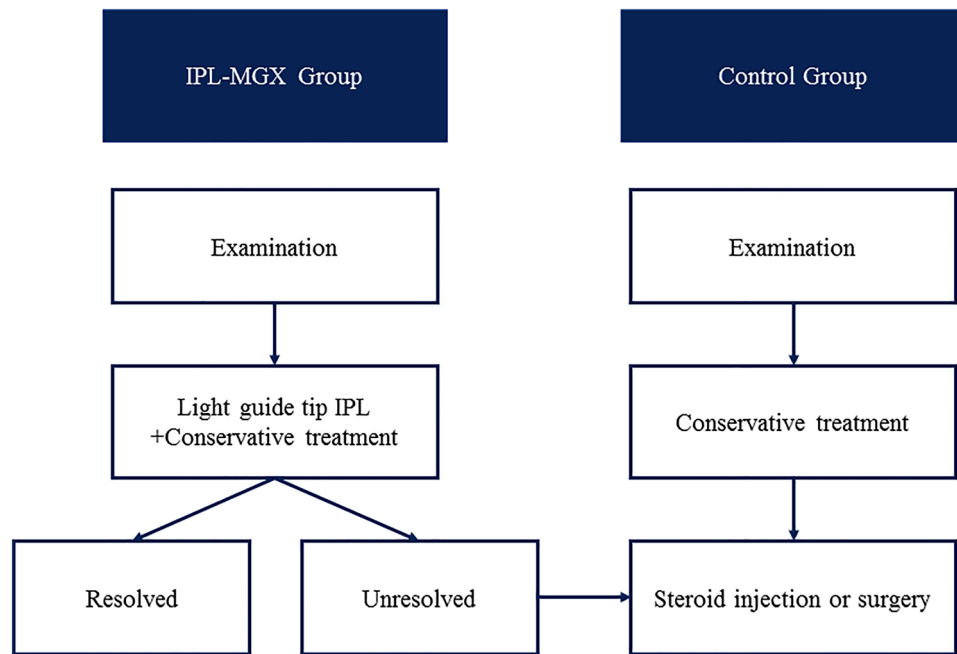 IPL-MGX Group
Control Group
Examination
Examination
Light guide tip IPL
+Conservative treatment
Conservative treatment
Resolved
Unresolved
Steroid injection or surgery